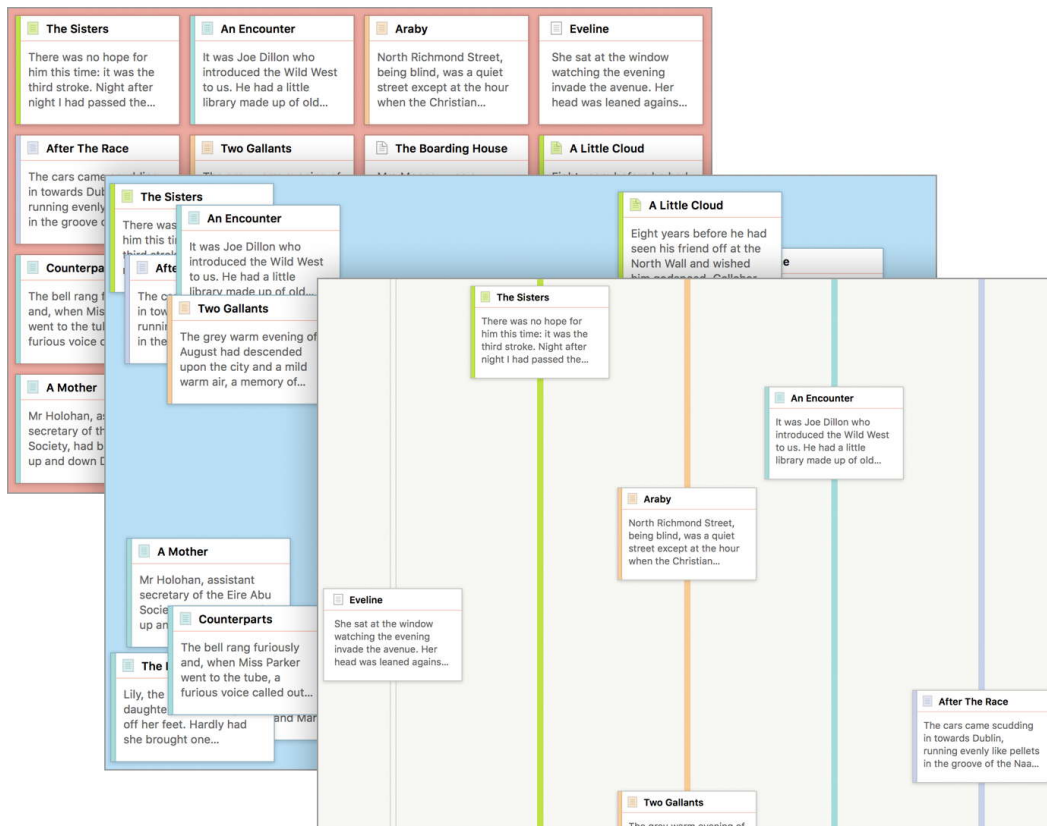 The Sisters
There was no hope for
him this time: it was the
third stroke. Night after
night I had passed the...
An Encounter
It was Joe Dillon who
introduced the Wild West
to us. He had a little
library made up of old...
Araby
North Richmond Street,
being blind, was a quiet
street except at the hour
when the Christian...
Eveline
She sat at the window
watching the evening
invade the avenue. Her
head was leaned agains...
After The Race
The cars came
in towards
running evenly
in the groove
Two Gallants
The Boarding House
A Little Cloud
The bell rang
and, when Mis
went to the
furious voice
A Mother
Mr Holohan,
secretary of
Society, had
up and down
The Sisters
There was
him this
An Encounter
It was Joe Dillon who
introduced the Wild West
to us. He had a little
library made up of old...
The
in
Two Gallants
The grey warm evening of
August had descended
upon the city and a mild
warm air, a memory of...
A Little Cloud
Eight years before he had
seen his friend off at the
North Wall and wished
him godspeed. Gallaher
A Mother
Mr Holohan, assistant
secretary of the Eire Abu
up
Counterparts
The bell rang furiously
and, when Miss Parker
went to the tube, a
furious voice called out...
The
Lily, the
off her feet. Hardly had
she brought one...
and
The Sisters
There was no hope for
him this time: it was the
third stroke. Night after
night I had passed the...
An Encounter
It was Joe Dillon who
introduced the Wild West
to us. He had a little
library made up of old...
Araby
North Richmond Street,
being blind, was a quiet
street except at the hour
when the Christian...
Eveline
She sat at the window
watching the evening
invade the avenue. Her
head was leaned agains...
After The Race
The cars came scudding
in towards Dublin,
running evenly like pellets
in the groove of the Naa...
Two Gallants
The grey warm evening of